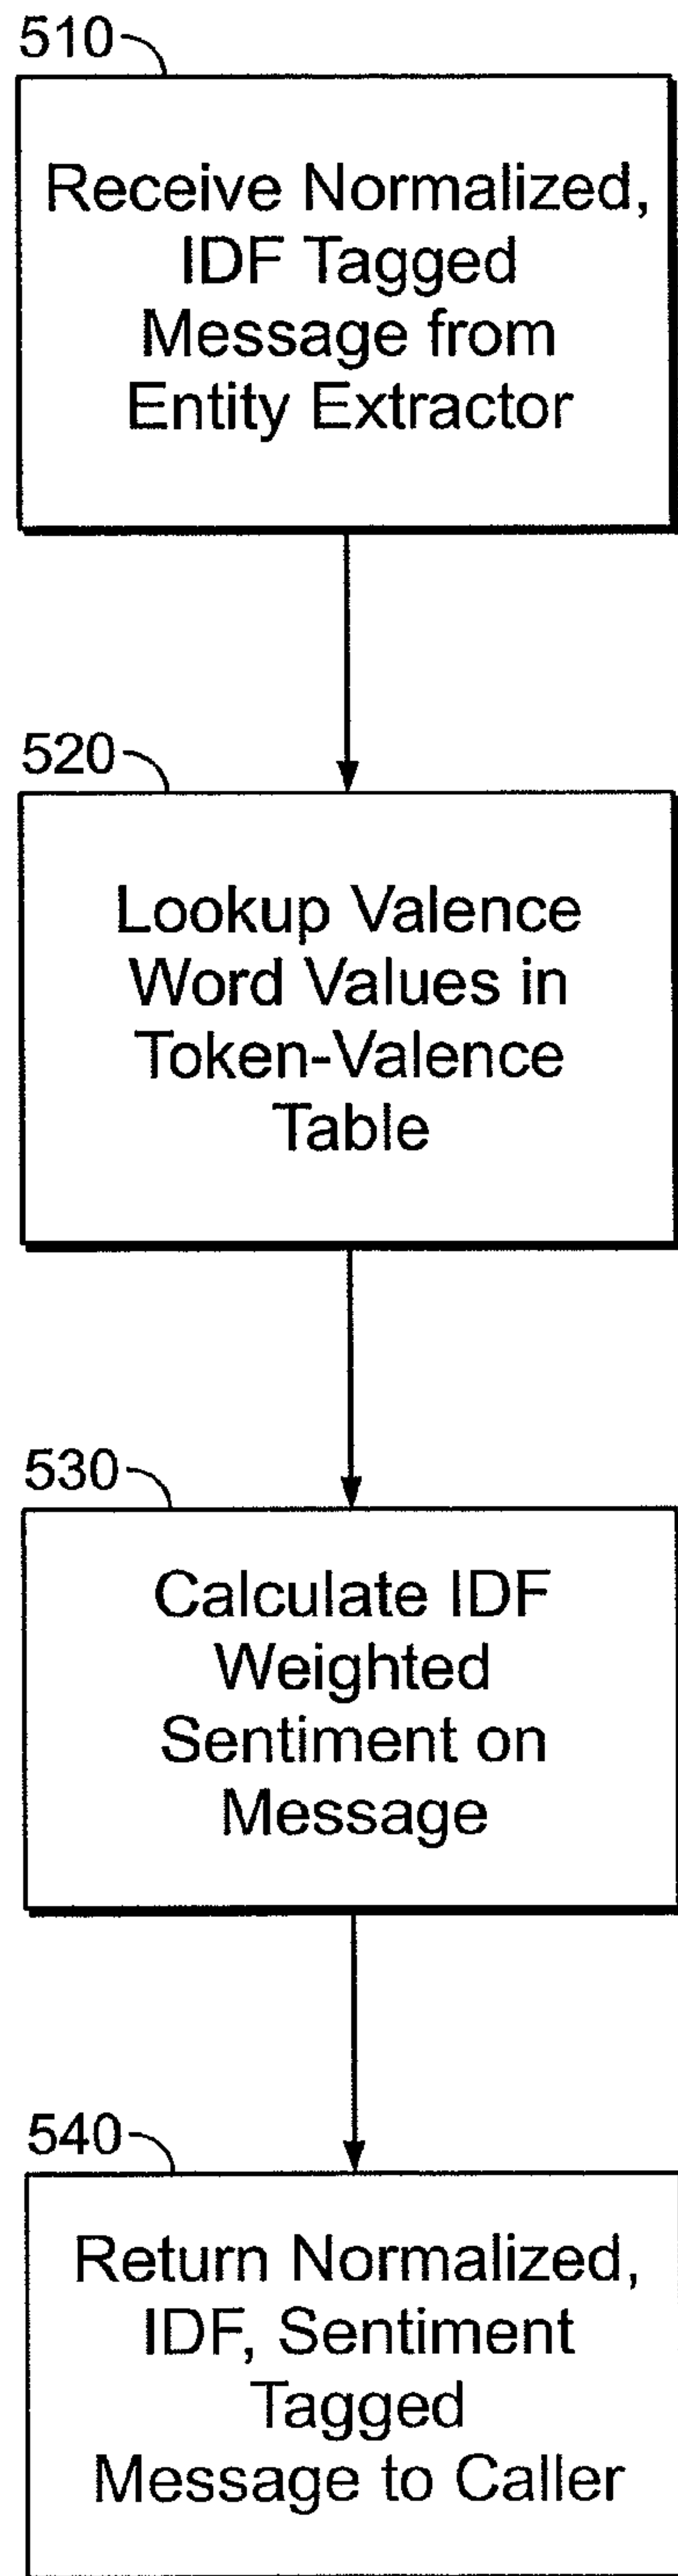 510
Receive Normalized,
IDF Tagged
Message from
Entity Extractor
520
Lookup Valence
Word Values in
Token-Valence
Table
530
Calculate IDF
Weighted
Sentiment on
Message
540
Return Normalized,
IDF, Sentiment
Tagged
Message to Caller